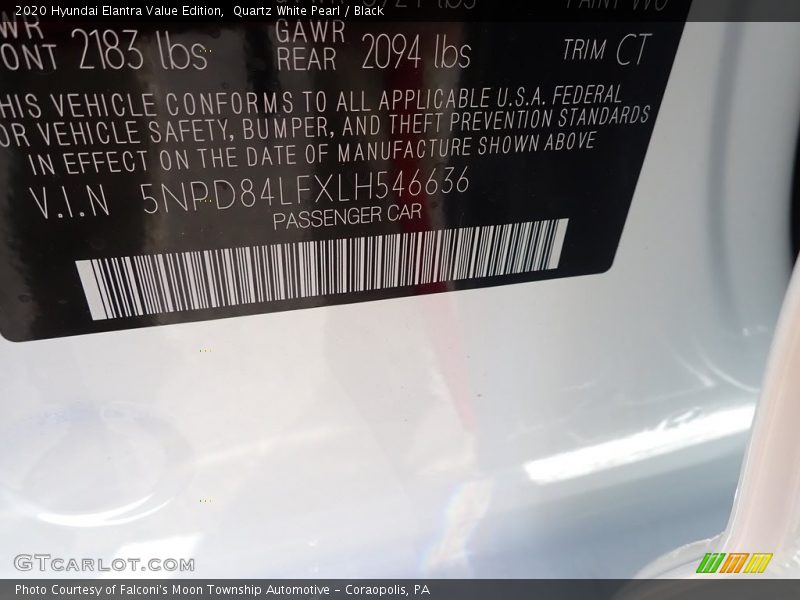 2020 Hyundai Elantra Value Edition, Quartz White Pearl / Black
GAWR
ONT 2183 lbs REAR 2094 lbs TRIM CT
HIS VEHICLE CONFORMS TO ALL APPLICABLE U.S.A. FEDERAL
OR VEHICLE SAFETY, BUMPER, AND THEFT PREVENTION STANDARDS
IN EFFECT ON THE DATE OF MANUFACTURE SHOWN ABOVE
V.I.N 5NPD84LFXLH546636
PASSENGER CAR
GTCARLOT.COM
Photo Courtesy of Falconi's Moon Township Automotive - Coraopolis, PA